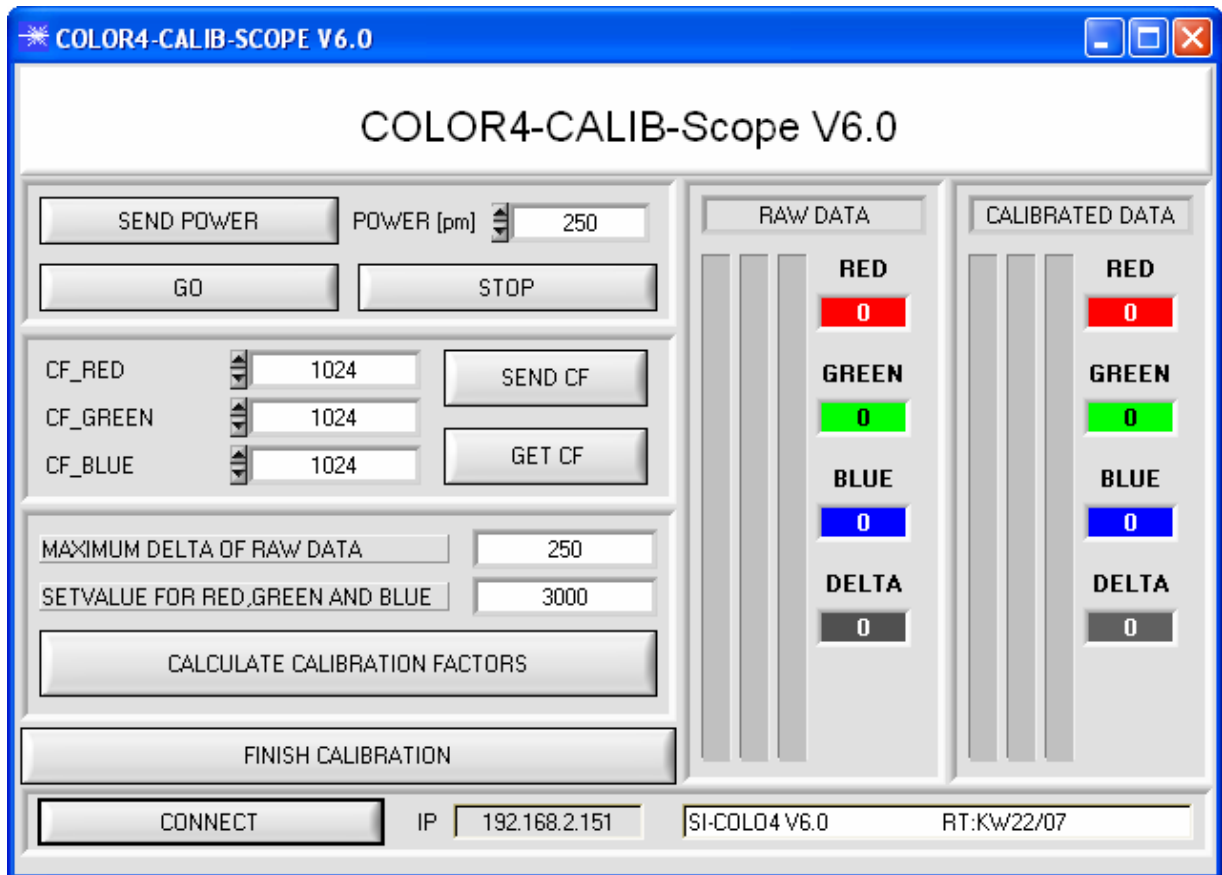 COLOR4-CALIB-SCOPE V6.0
COLOR4-CALIB-Scope V6.0
SEND POWER
POWER [pm]
250
GO
STOP
CF_RED
1024
SEND CF
CF_GREEN
1024
CF_BLUE
1024
GET CF
MAXIMUM DELTA OF RAW DATA
250
SETVALUE FOR RED,GREEN AND BLUE
3000
CALCULATE CALIBRATION FACTORS
FINISH CALIBRATION
RAW DATA
RED
0
GREEN
0
BLUE
0
DELTA
0
CALIBRATED DATA
RED
0
GREEN
0
BLUE
0
DELTA
0
CONNECT
IP
192.168.2.151
SI-COLO4 V6.0 RT:KW22/07